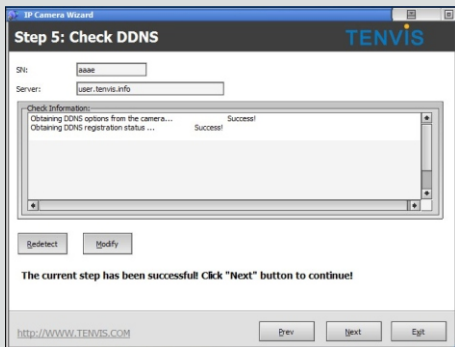 IP Camera Wizard
Step 5: Check DDNS
TENVIS
SN: aaae
Server: user.tenvis.info
Check Information:
Obtaining DDNS options from the camera... Success!
Obtaining DDNS registration status ... Success!
Redetect Modify
The current step has been successful! Click "Next" button to continue!
http://WWW.TENVIS.COM Prev Next Exit